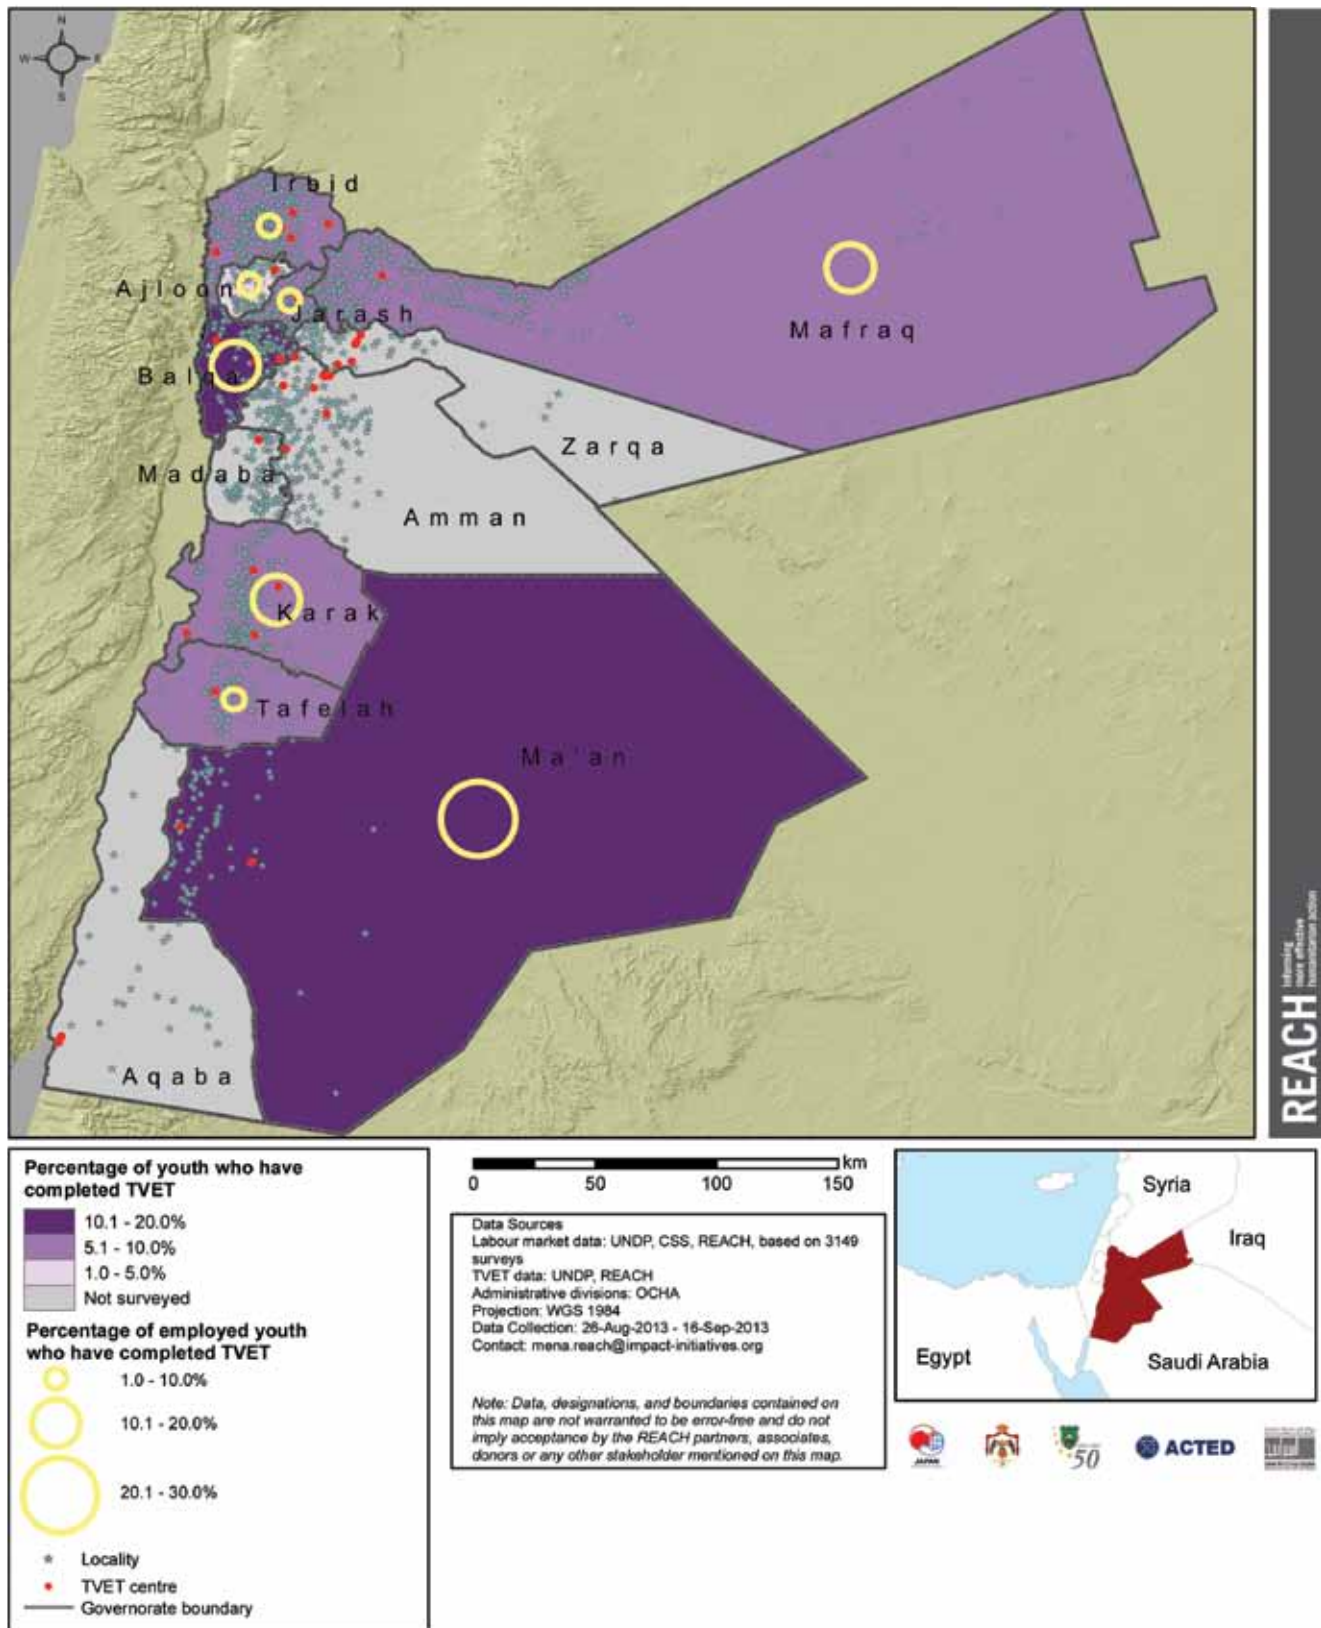 N
W E
S
Irbid
Ajloon
Jarash
Mafraq
Balqa
Zarqa
Madaba
Amman
Karak
Tafelah
Ma'an
Aqaba
REACH Informing
more effective
humanitarian action
Percentage of youth who have
completed TVET
10.1 - 20.0%
5.1 - 10.0%
1.0 - 5.0%
Not surveyed
Percentage of employed youth
who have completed TVET
1.0 - 10.0%
10.1 - 20.0%
20.1 - 30.0%
Locality
TVET centre
Governorate boundary
km
0 50 100 150
Data Sources
Labour market data: UNDP, CSS, REACH, based on 3149
surveys
TVET data: UNDP, REACH
Administrative divisions: OCHA
Projection: WGS 1984
Data Collection: 26-Aug-2013 - 16-Sep-2013
Contact: mena.reach@impact-initiatives.org
Note: Data, designations, and boundaries contained on
this map are not warranted to be error-free and do not
imply acceptance by the REACH partners, associates,
donors or any other stakeholder mentioned on this map.
Syria
Iraq
Egypt
Saudi Arabia
JAPAN
50
ACTED